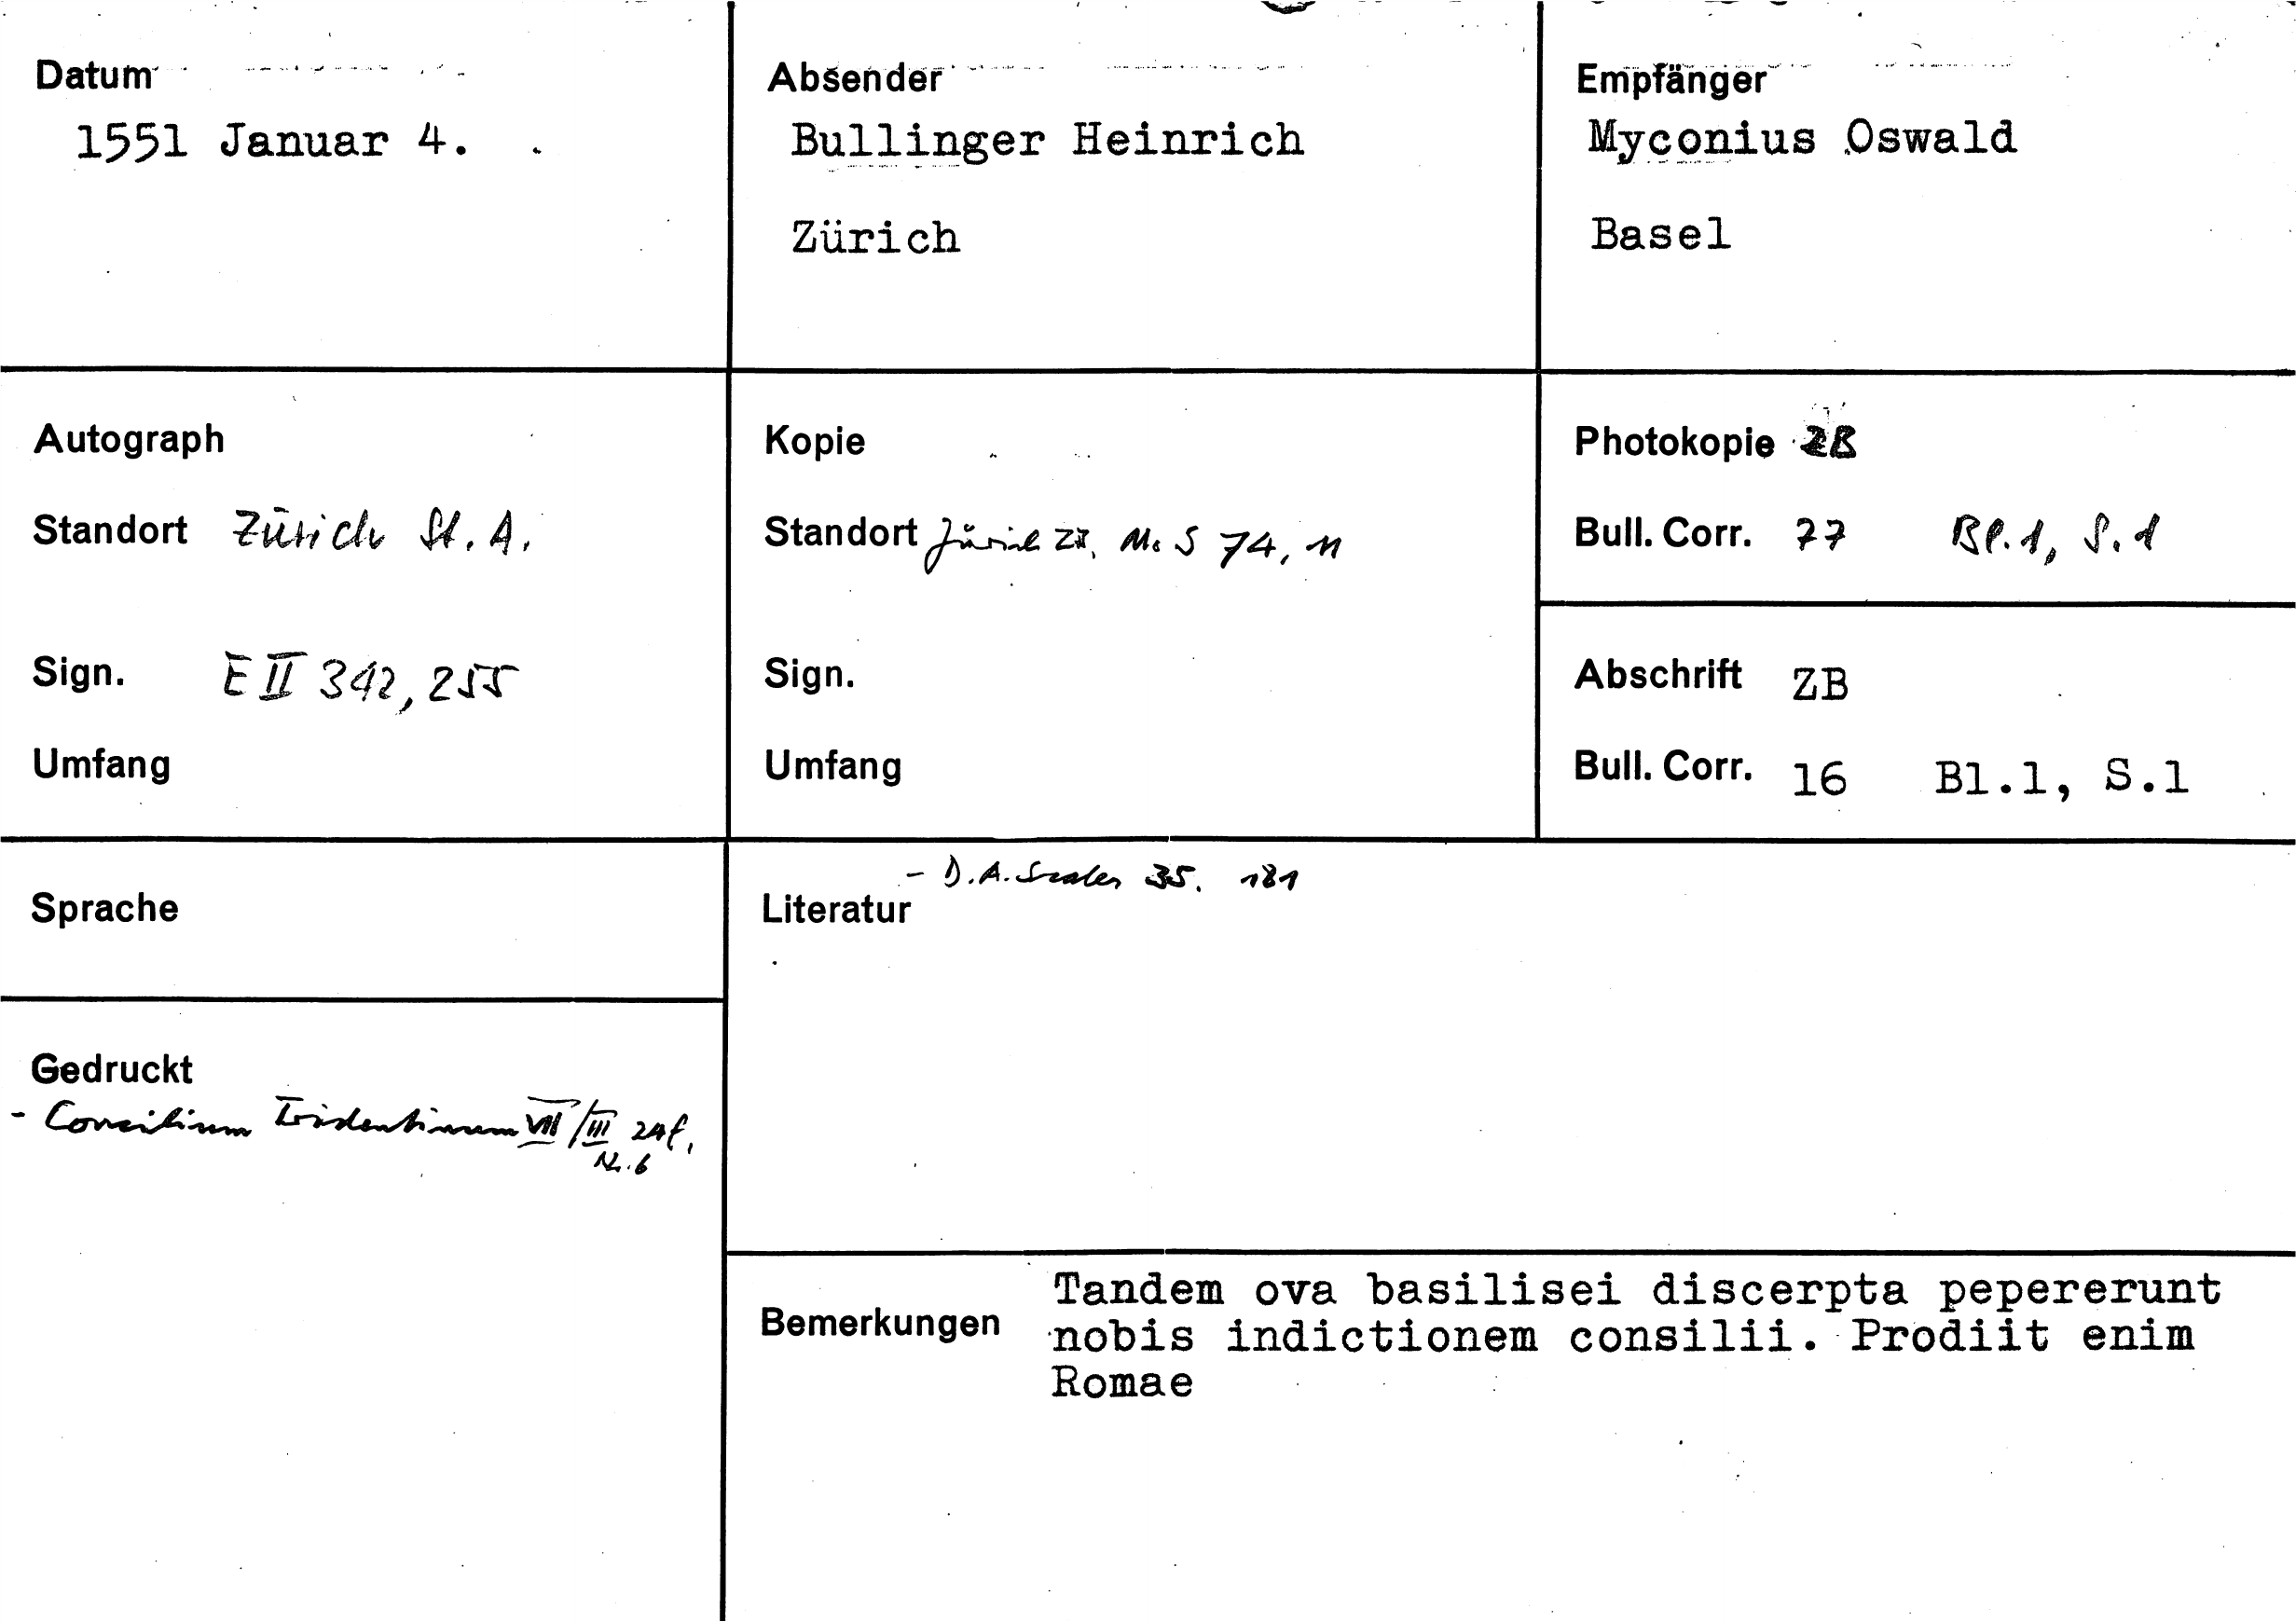 Datum
1551 Januar 4.
Absender
Bullinger Heinrich
Zürich
Empfänger
Myconius Oswald
Basel
Autograph
Standort Zürich St. A.
Sign. E II 342, 255
Umfang
Kopie
Standort Zürich ZB, Ms S 74, 11
Sign.
Umfang
Photokopie ZB
Bull. Corr. 77 Bl. 1, S. 1
Abschrift ZB
Bull. Corr. 16 Bl.1, S.1
Sprache
Gedruckt
- Concilium Tridentinum VII/III 24f.
Nr. 6
- D. A. 35. 181
Literatur
Bemerkungen
Tandem ova basilisei discerpta pepererunt
nobis indictionem consilii. Prodiit enim
Romae